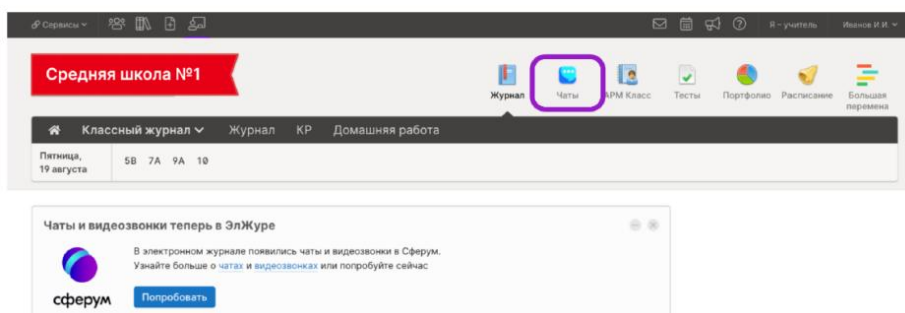 Сервисы
Я - учитель
Иванов И.И.
Средняя школа №1
Журнал
Чаты
АРМ Класс
Тесты
Портфолио
Расписание
Большая
перемена
Классный журнал
Журнал
КР
Домашняя работа
Пятница,
19 августа
5В 7А 9А 10
Чаты и видеозвонки теперь в ЭлЖуре
В электронном журнале появились чаты и видеозвонки в Сферум.
Узнайте больше о чатах и видеозвонках или попробуйте сейчас
сферум
Попробовать